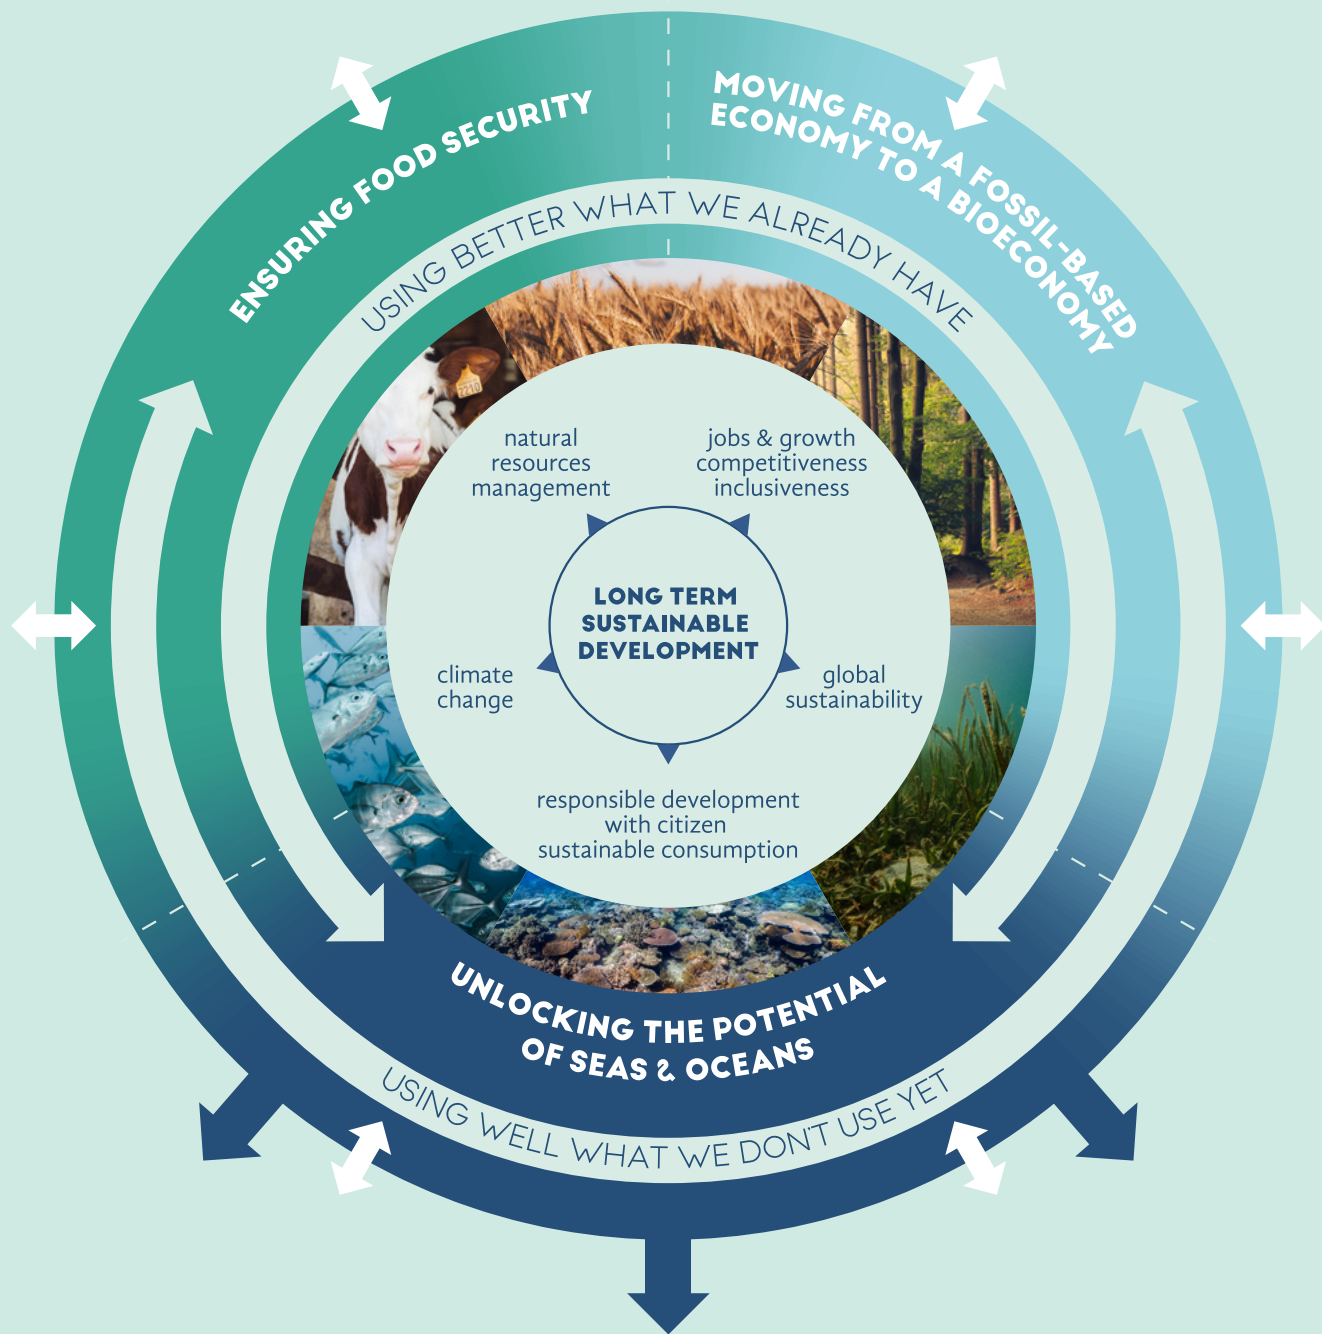 ENSURING FOOD SECURITY
MOVING FROM A FOSSIL-BASED
ECONOMY TO A BIOECONOMY
USING BETTER WHAT WE ALREADY HAVE
natural
resources
management
jobs & growth
competitiveness
inclusiveness
LONG TERM
SUSTAINABLE
DEVELOPMENT
climate
change
global
sustainability
responsible development
with citizen
sustainable consumption
UNLOCKING THE POTENTIAL
OF SEAS & OCEANS
USING WELL WHAT WE DON'T USE YET